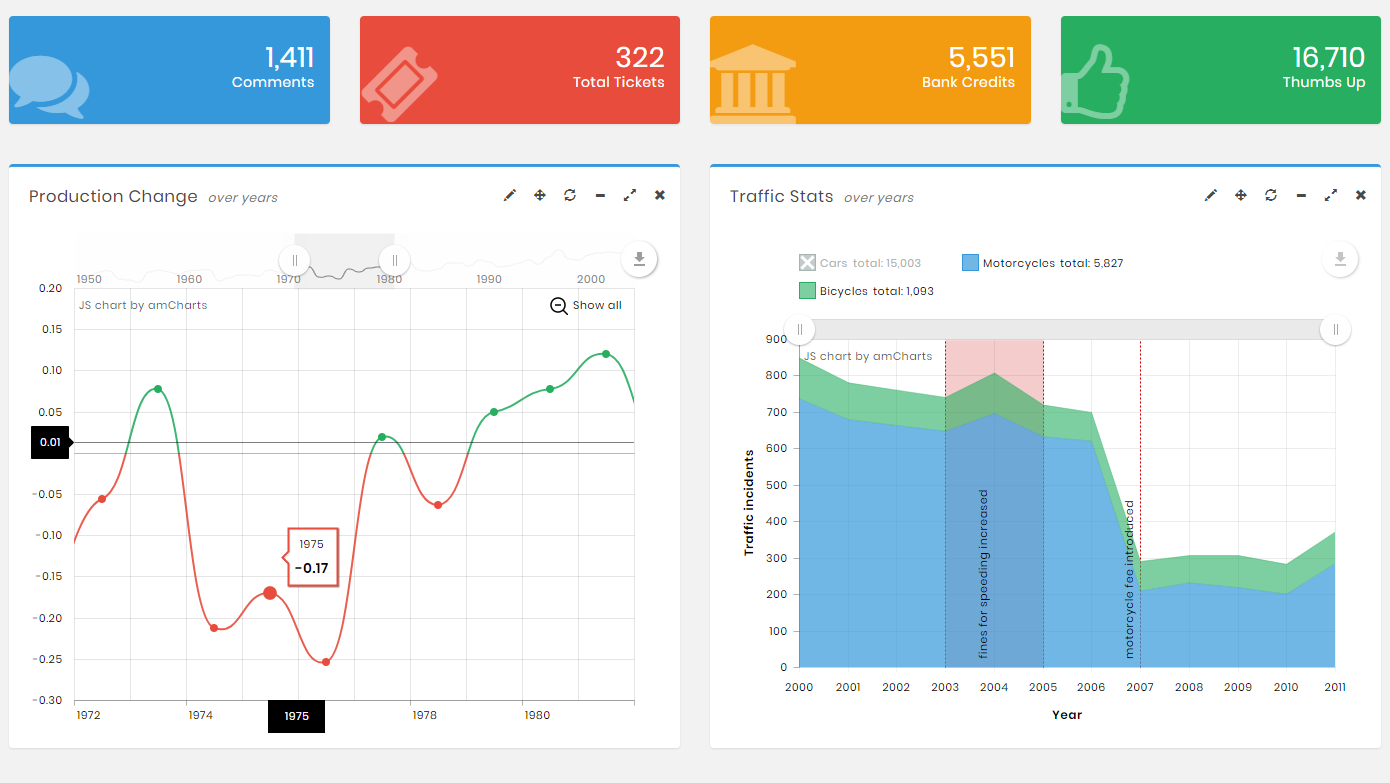 1,411
Comments
322
Total Tickets
5,551
Bank Credits
16,710
Thumbs Up
Production Change over years
1950 1960 1970 1980 1990 2000
JS chart by amCharts
Show all
0.20
0.15
0.10
0.05
0.01
-0.05
-0.10
-0.15
-0.20
-0.25
-0.30
1975
-0.17
1972 1974 1975 1978 1980
Traffic Stats over years
Cars total: 15,003 Motorcycles total: 5,827
Bicycles total: 1,093
JS chart by amCharts
900
800
700
600
500
400
300
200
100
0
Traffic incidents
fines for speeding increased
motorcycle fee introduced
2000 2001 2002 2003 2004 2005 2006 2007 2008 2009 2010 2011
Year